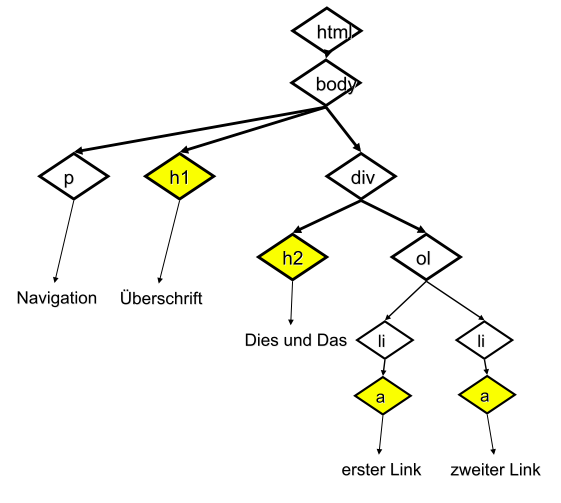 html
body
p
h1
div
h2
ol
Navigation
Überschrift
Dies und Das
li
li
a
a
erster Link
zweiter Link